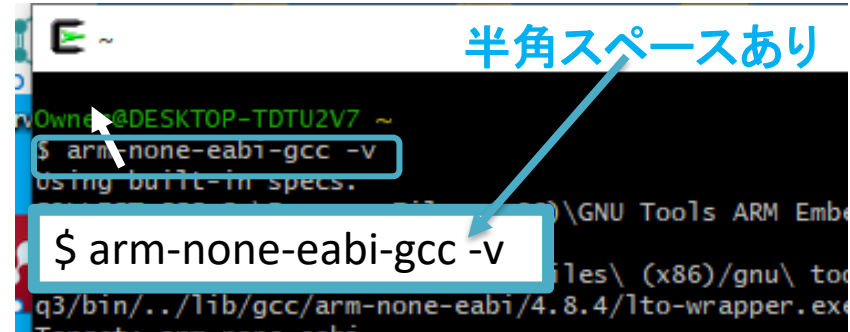 ~
半角スペースあり
Owner@DESKTOP-TDTU2V7 ~
$ arm-none-eabi-gcc -v
Using built-in specs.
)\GNU Tools ARM Embe
$ arm-none-eabi-gcc -v
iles\ (x86)/gnu\ too
q3/bin/../lib/gcc/arm-none-eabi/4.8.4/lto-wrapper.exe